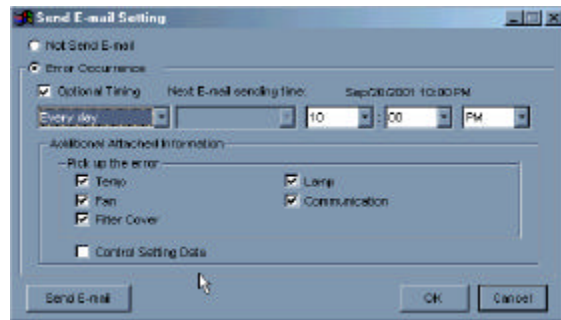 Send E-mail Setting
Not Send E-mail
Error Occurrence
Optional Timing Next E-mail sending time: Sep/20/2001 10:00 PM
Every day 10 : 00 PM
Additional Attached Information
Pick up the error
Temp Lamp
Fan Communication
Filter Cover
Control Setting Data
Send E-mail OK Cancel